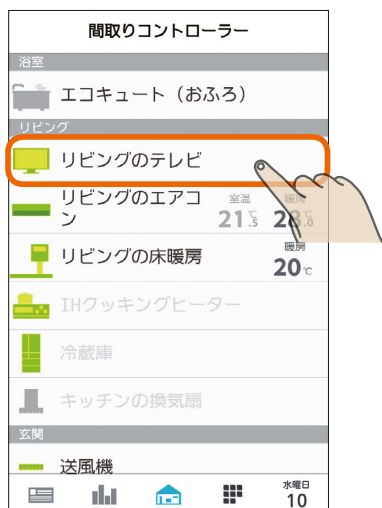 間取りコントローラー
浴室
エコキュート（おふろ）
リビング
リビングのテレビ
リビングのエアコ
ン
室温
21.5℃
暖房
28.0℃
リビングの床暖房
暖房
20℃
IHクッキングヒーター
冷蔵庫
キッチンの換気扇
玄関
送風機
水曜日
10